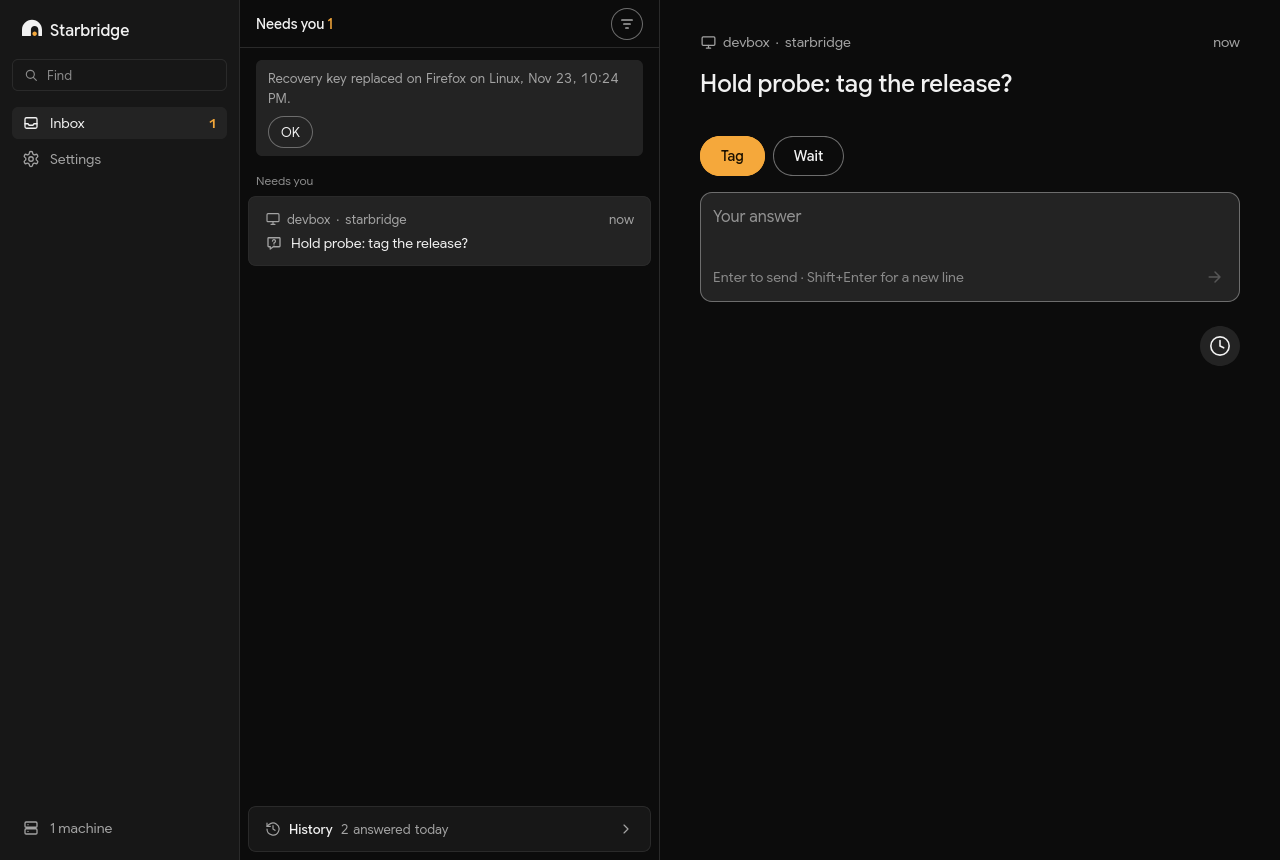 Starbridge
Find
Inbox 1
Settings
1 machine
Needs you 1
Recovery key replaced on Firefox on Linux, Nov 23, 10:24
PM.
OK
Needs you
devbox · starbridge now
Hold probe: tag the release?
History 2 answered today
devbox · starbridge now
Hold probe: tag the release?
Tag Wait
Your answer
Enter to send · Shift+Enter for a new line